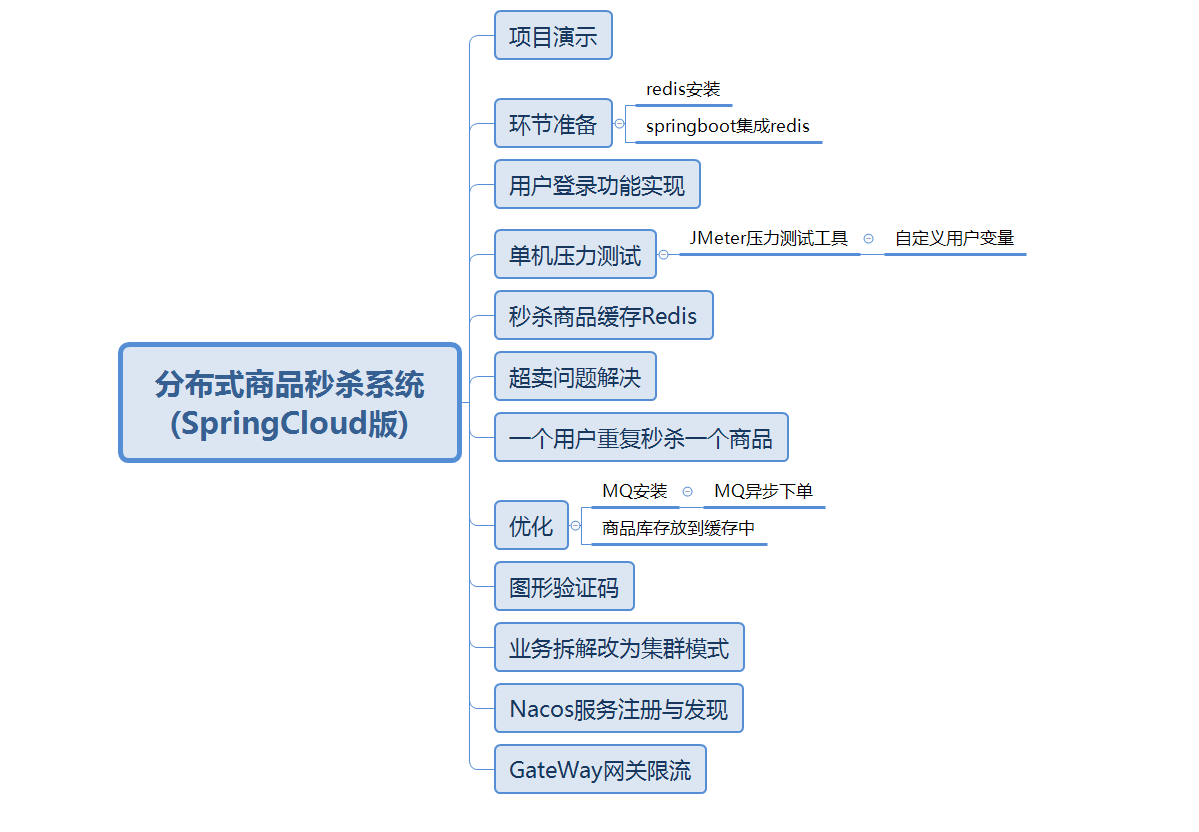 项目演示
redis安装
环节准备
springboot集成redis
用户登录功能实现
单机压力测试
JMeter压力测试工具
自定义用户变量
秒杀商品缓存Redis
超卖问题解决
分布式商品秒杀系统
(SpringCloud版)
一个用户重复秒杀一个商品
优化
MQ安装
MQ异步下单
商品库存放到缓存中
图形验证码
业务拆解改为集群模式
Nacos服务注册与发现
GateWay网关限流